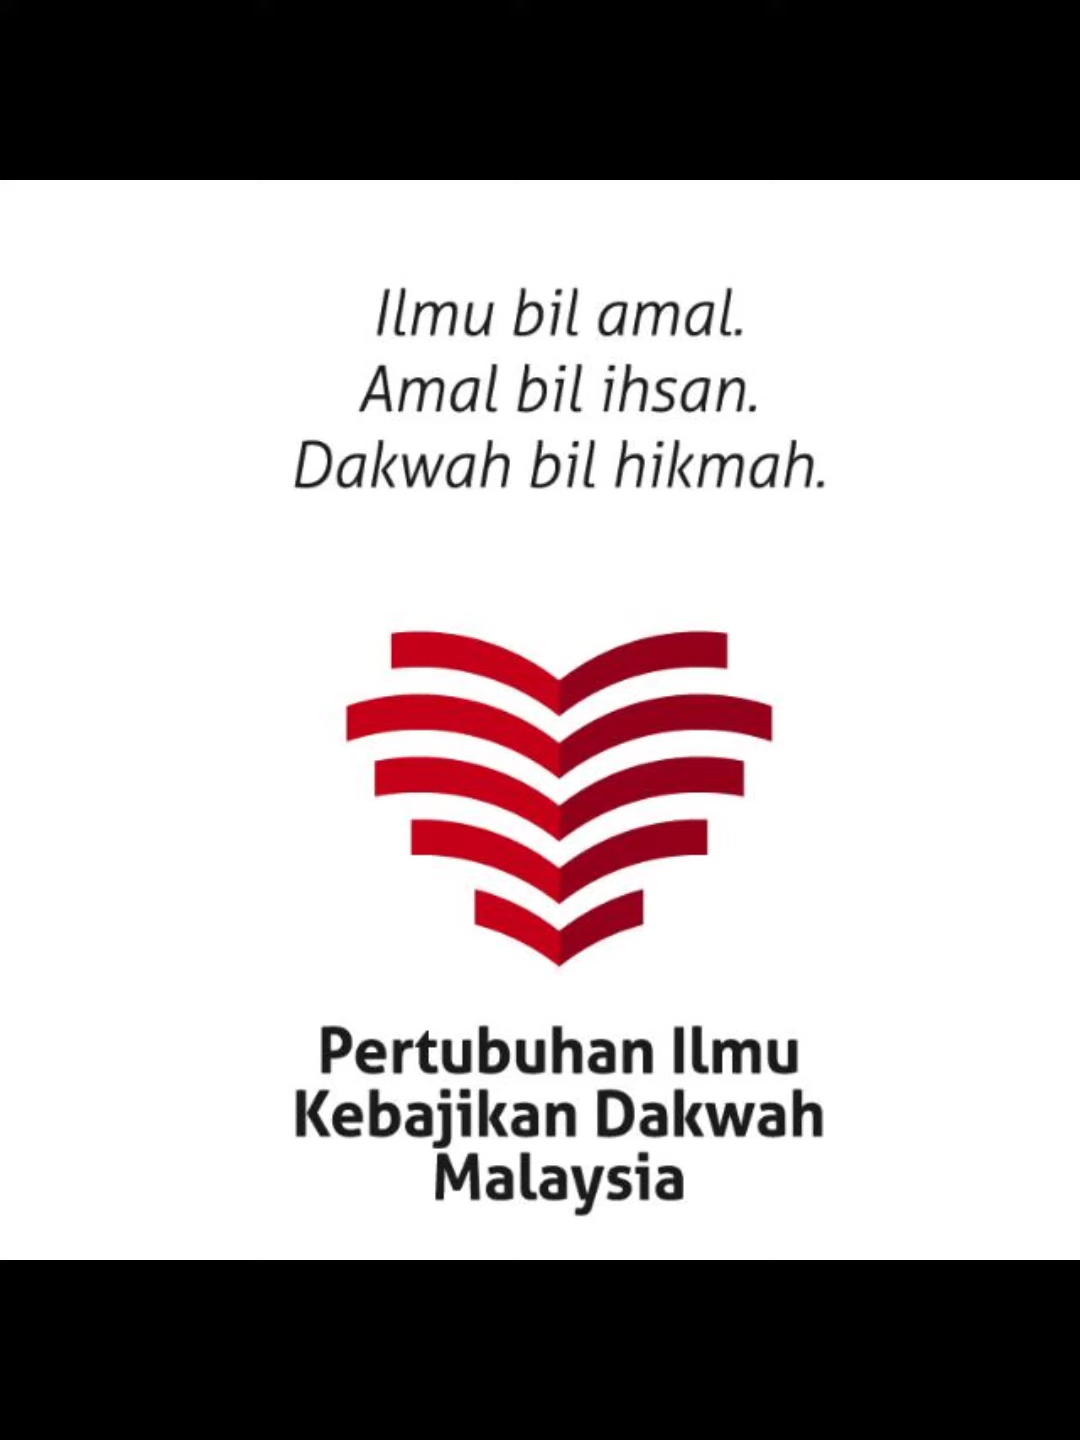 Ilmu bil amal.
Amal bil ihsan.
Dakwah bil hikmah.
Pertubuhan Ilmu
Kebajikan Dakwah
Malaysia